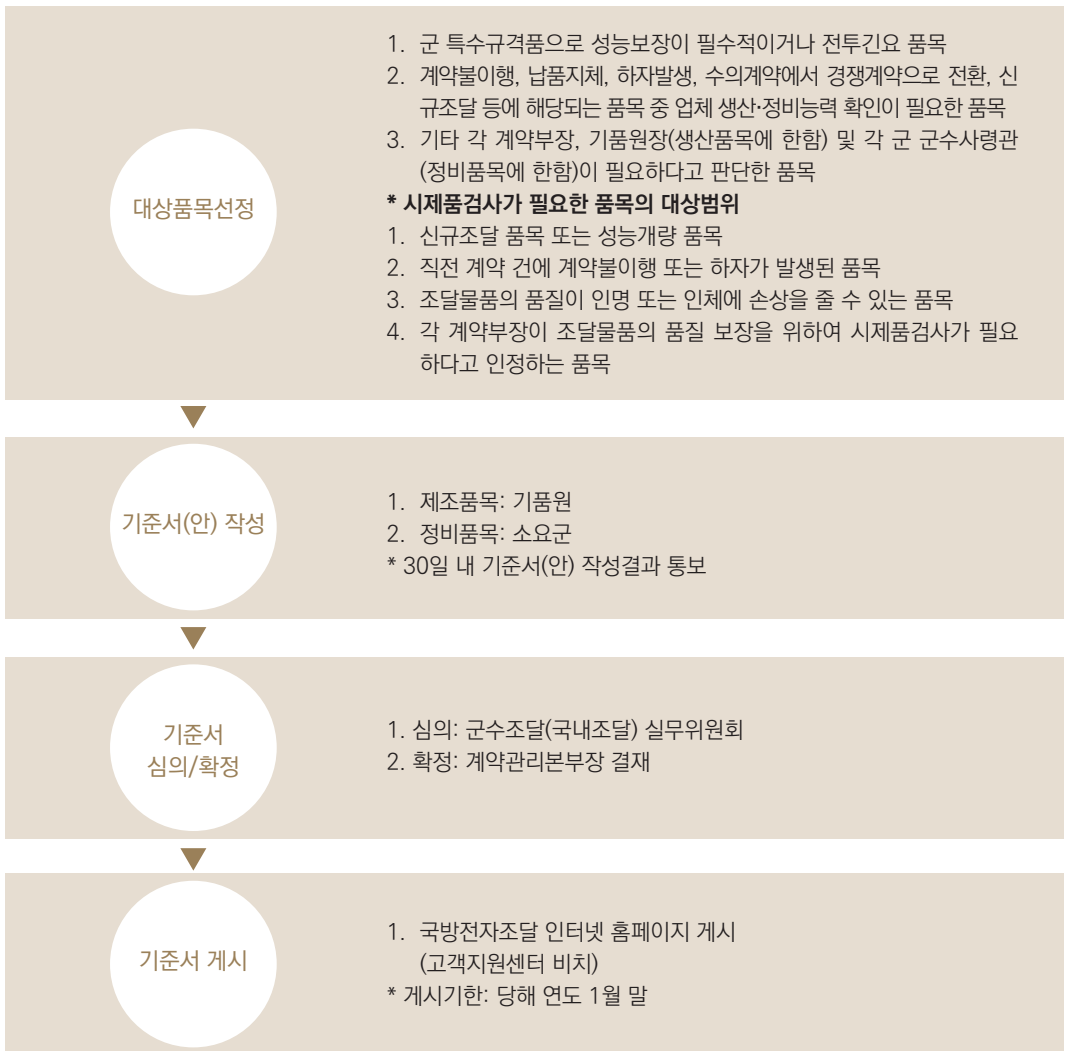 대상품목선정
1. 군 특수규격품으로 성능보장이 필수적이거나 전투긴요 품목
2. 계약불이행, 납품지체, 하자발생, 수의계약에서 경쟁계약으로 전환, 신
규조달 등에 해당되는 품목 중 업체 생산·정비능력 확인이 필요한 품목
3. 기타 각 계약부장, 기품원장(생산품목에 한함) 및 각 군 군수사령관
(정비품목에 한함)이 필요하다고 판단한 품목
* 시제품검사가 필요한 품목의 대상범위
1. 신규조달 품목 또는 성능개량 품목
2. 직전 계약 건에 계약불이행 또는 하자가 발생된 품목
3. 조달물품의 품질이 인명 또는 인체에 손상을 줄 수 있는 품목
4. 각 계약부장이 조달물품의 품질 보장을 위하여 시제품검사가 필요
하다고 인정하는 품목
기준서(안) 작성
1. 제조품목: 기품원
2. 정비품목: 소요군
* 30일 내 기준서(안) 작성결과 통보
기준서
심의/확정
1. 심의: 군수조달(국내조달) 실무위원회
2. 확정: 계약관리본부장 결재
기준서 게시
1. 국방전자조달 인터넷 홈페이지 게시
(고객지원센터 비치)
* 게시기한: 당해 연도 1월 말